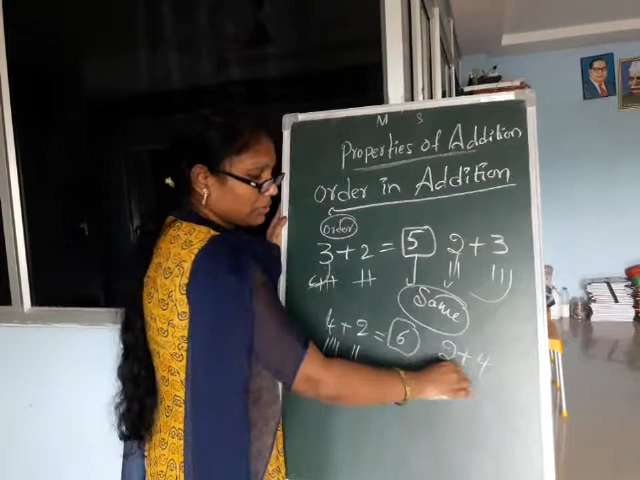 M S
Properties of Addition
Order in Addition
Order
3 + 2 = 5 2 + 3
Same
4 + 2 = 6 2 + 4